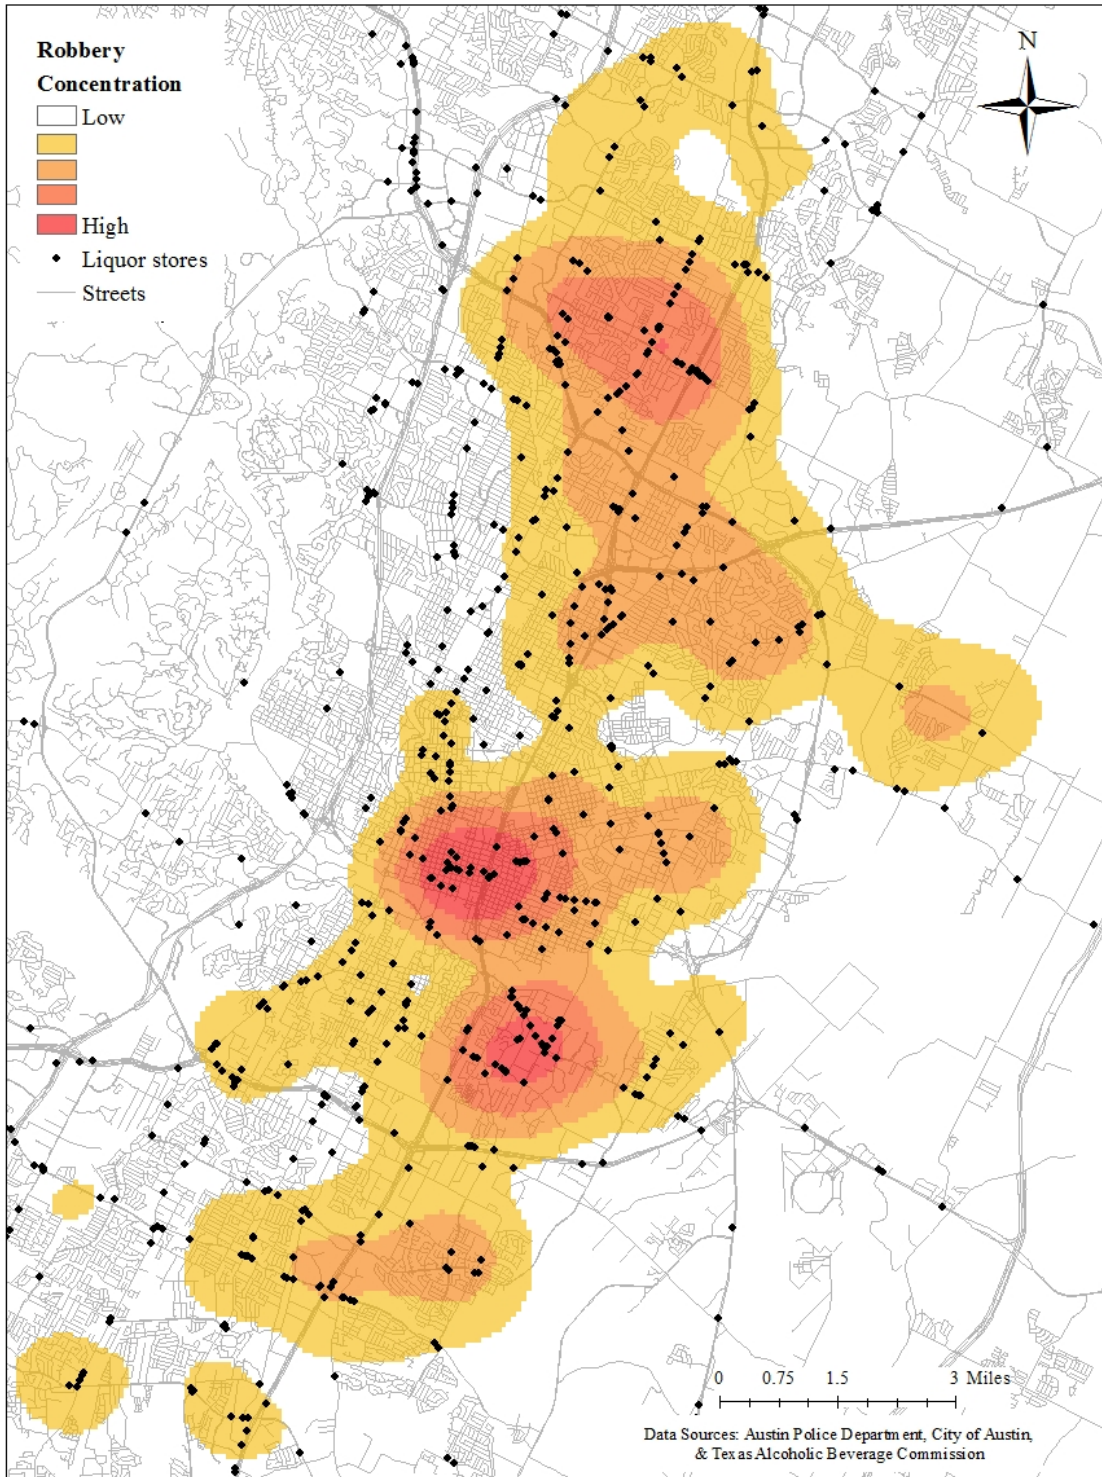 Robbery
Concentration
Low
High
Liquor stores
Streets
N
0 0.75 1.5 3 Miles
Data Sources: Austin Police Department, City of Austin,
& Texas Alcoholic Beverage Commission